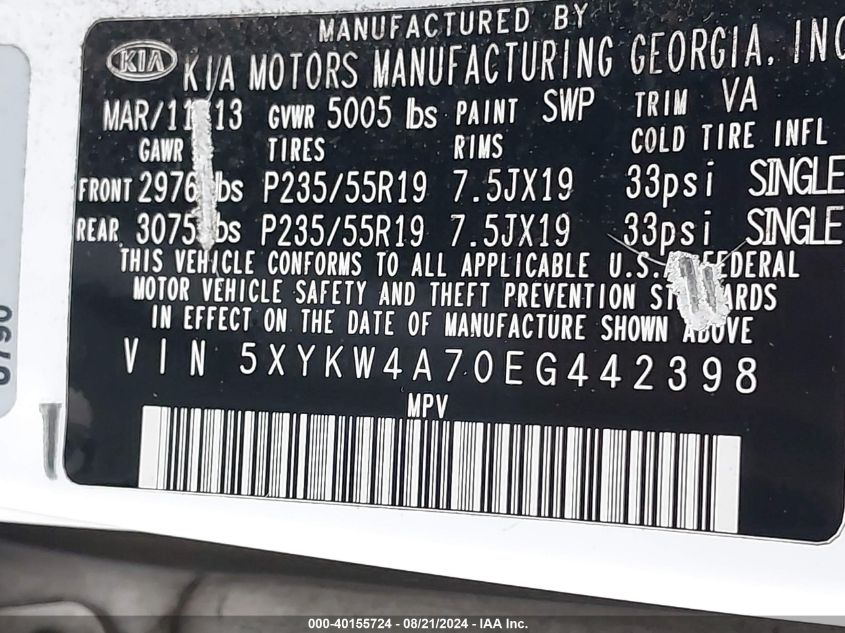 MANUFACTURED BY
KIA KIA MOTORS MANUFACTURING GEORGIA, INC
GVWR 5005 lbs PAINT SWP TRIM VA
GAWR TIRES RIMS COLD TIRE INFL
FRONT P235/55R19 7.5JX19 33psi SINGLE
REAR P235/55R19 7.5JX19 33psi SINGLE
THIS VEHICLE CONFORMS TO ALL APPLICABLE U.S. FEDERAL
MOTOR VEHICLE SAFETY AND THEFT PREVENTION
IN EFFECT ON THE DATE OF MANUFACTURE SHOWN ABOVE
VIN 5XYKW4A70EG442398
MPV
0790
000-40155724 - 08/21/2024 - IAA Inc.